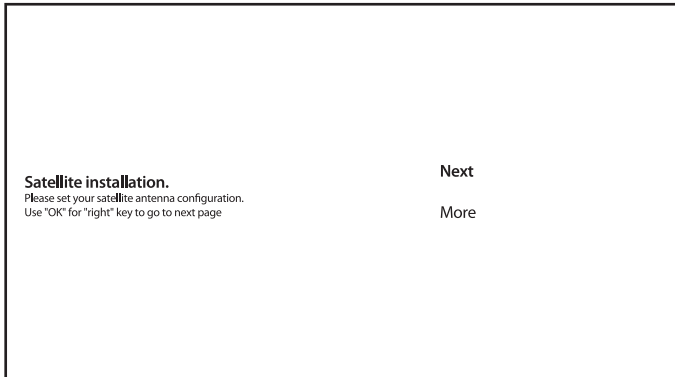 Satellite installation.
Please set your satellite antenna configuration.
Use "OK" for "right" key to go to next page
Next
More